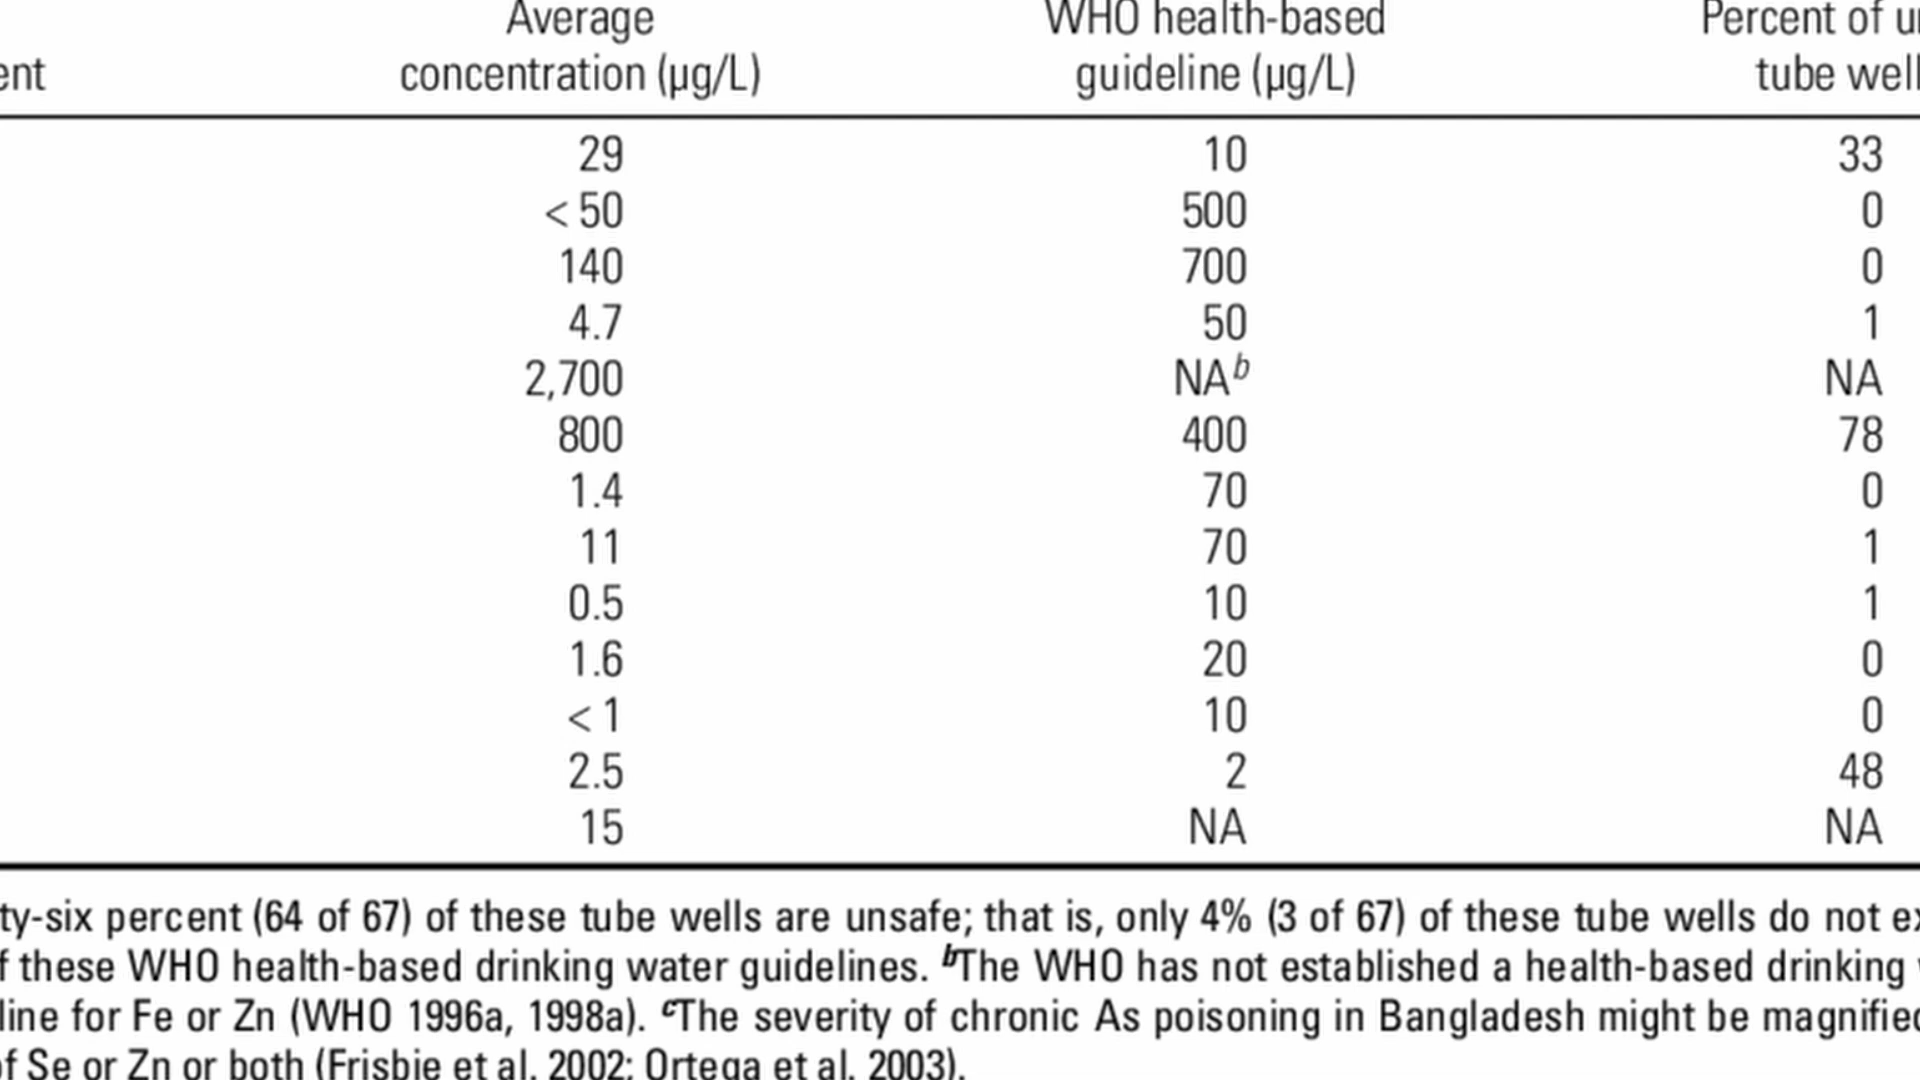 Average WHO health-based Percent of
ent concentration (µg/L) guideline (µg/L) tube well
29 10 33
< 50 500 0
140 700 0
4.7 50 1
2,700 NAb NA
800 400 78
1.4 70 0
11 70 1
0.5 10 1
1.6 20 0
< 1 10 0
2.5 2 48
15 NA NA
ty-six percent (64 of 67) of these tube wells are unsafe; that is, only 4% (3 of 67) of these tube wells do not ex
f these WHO health-based drinking water guidelines. bThe WHO has not established a health-based drinking
line for Fe or Zn (WHO 1996a, 1998a). cThe severity of chronic As poisoning in Bangladesh might be magnified
of Se or Zn or both (Frisbie et al. 2002; Ortega et al. 2003).